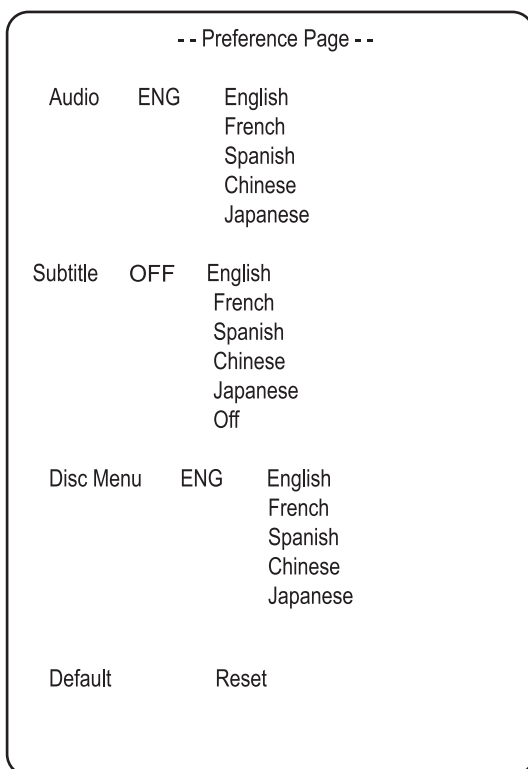 -- Preference Page --
Audio ENG English
French
Spanish
Chinese
Japanese
Subtitle OFF English
French
Spanish
Chinese
Japanese
Off
Disc Menu ENG English
French
Spanish
Chinese
Japanese
Default Reset